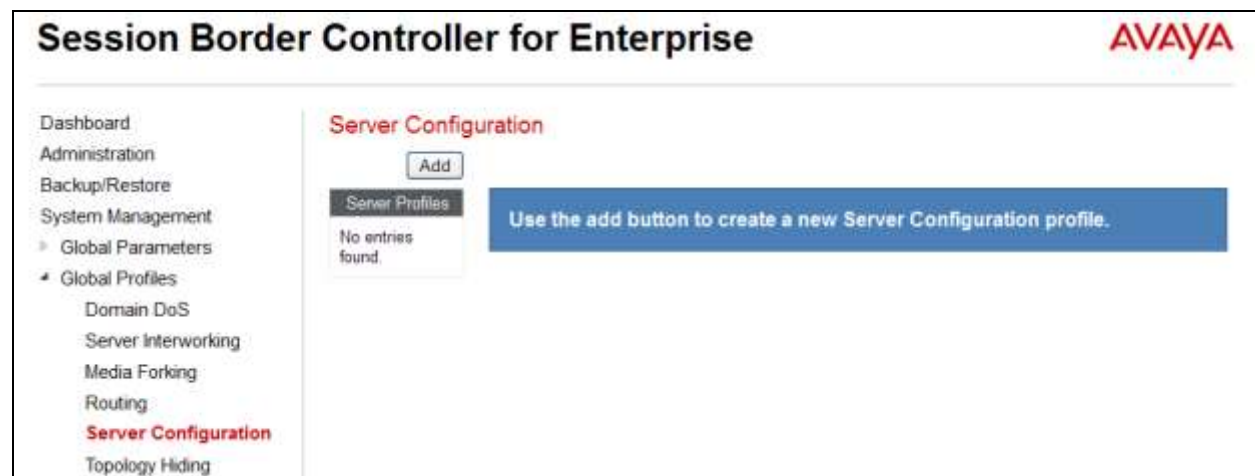 Session Border Controller for Enterprise
AVAYA
Dashboard
Administration
Backup/Restore
System Management
Global Parameters
Global Profiles
Domain DoS
Server Interworking
Media Forking
Routing
Server Configuration
Topology Hiding
Server Configuration
Add
Server Profiles
No entries
found.
Use the add button to create a new Server Configuration profile.